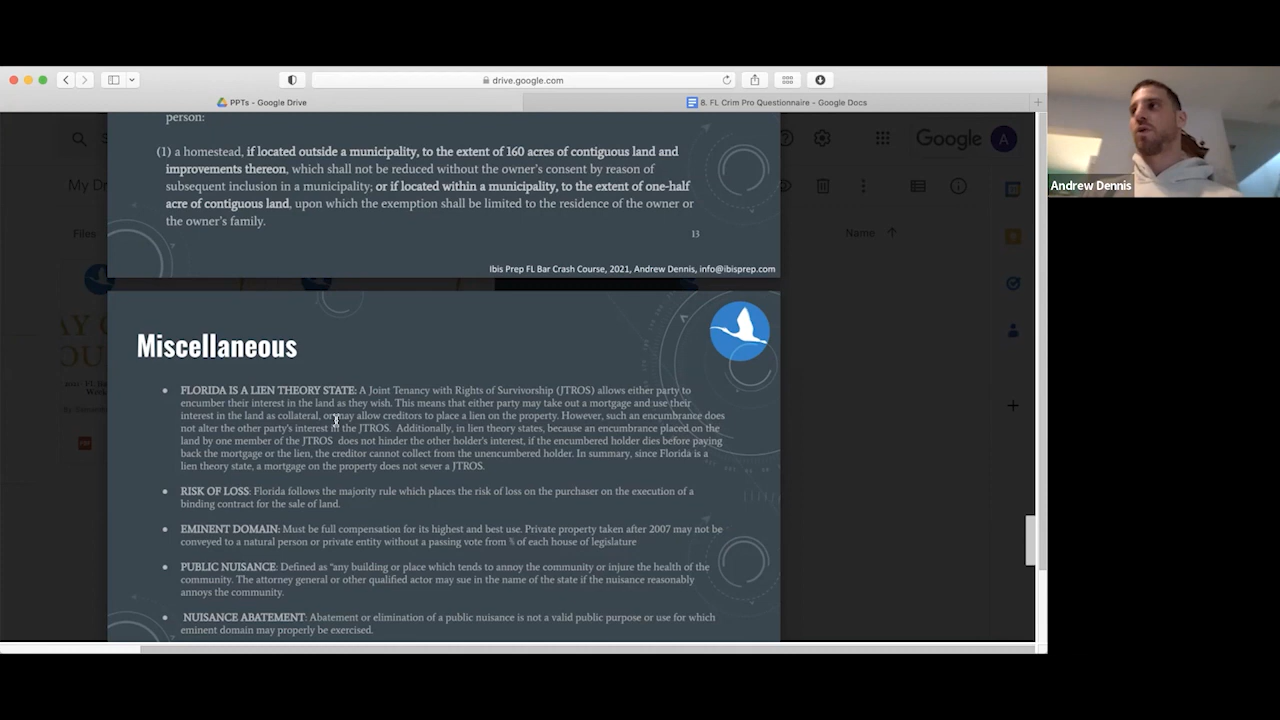 drive.google.com
PPTs - Google Drive
8. FL Crim Pro Questionnaire - Google Docs
person:
(1) a homestead, if located outside a municipality, to the extent of 160 acres of contiguous land and
improvements thereon, which shall not be reduced without the owner's consent by reason of
subsequent inclusion in a municipality; or if located within a municipality, to the extent of one-half
acre of contiguous land, upon which the exemption shall be limited to the residence of the owner or
the owner's family.
13
Ibis Prep FL Bar Crash Course, 2021, Andrew Dennis, info@ibisprep.com
Google
A
My Dr
Files
Name
Andrew Dennis
Miscellaneous
• FLORIDA IS A LIEN THEORY STATE: A Joint Tenancy with Rights of Survivorship (JTROS) allows either party to
encumber their interest in the land as they wish. This means that either party may take out a mortgage and use their
interest in the land as collateral, or may allow creditors to place a lien on the property. However, such an encumbrance does
not alter the other party's interest in the JTROS. Additionally, in lien theory states, because an encumbrance placed on the
land by one member of the JTROS does not hinder the other holder's interest, if the encumbered holder dies before paying
back the mortgage or the lien, the creditor cannot collect from the unencumbered holder. In summary, since Florida is a
lien theory state, a mortgage on the property does not sever a JTROS.
• RISK OF LOSS: Florida follows the majority rule which places the risk of loss on the purchaser on the execution of a
binding contract for the sale of land.
• EMINENT DOMAIN: Must be full compensation for its highest and best use. Private property taken after 2007 may not be
conveyed to a natural person or private entity without a passing vote from of each house of legislature
• PUBLIC NUISANCE: Defined as "any building or place which tends to annoy the community or injure the health of the
community. The attorney general or other qualified actor may sue in the name of the state if the nuisance reasonably
annoys the community.
• NUISANCE ABATEMENT: Abatement or elimination of a public nuisance is not a valid public purpose or use for which
eminent domain may properly be exercised.